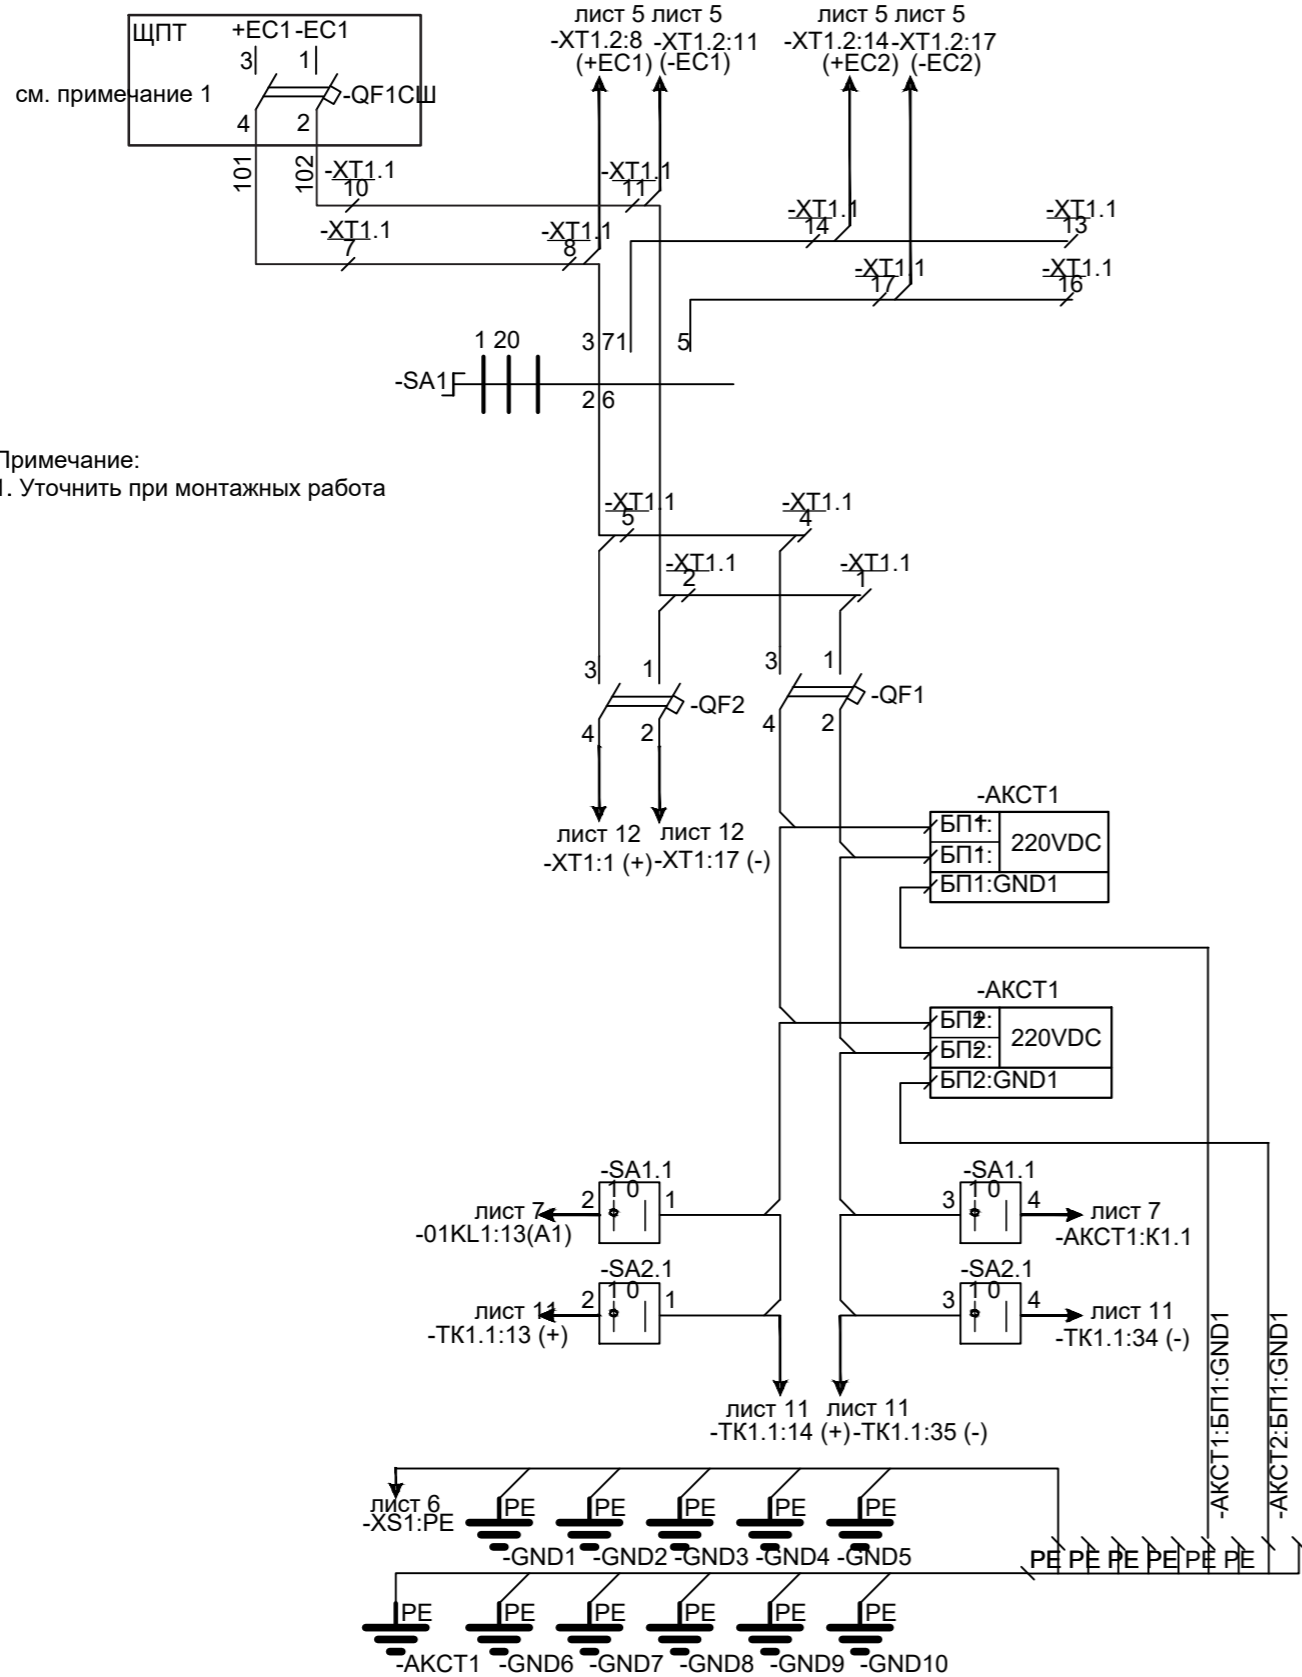 ЩПТ +EC1 -EC1
3 1
см. примечание 1
-QF1СШ
4 2
101 102
лист 5 лист 5
-XT1.2:8 -XT1.2:11
(+EC1) (-EC1)
лист 5 лист 5
-XT1.2:14 -XT1.2:17
(+EC2) (-EC2)
-XT1.1
10
-XT1.1
11
-XT1.1
7
-XT1.1
8
-XT1.1
14
-XT1.1
13
-XT1.1
17
-XT1.1
16
1 20
3 71 5
-SA1
2 6
Примечание:
1. Уточнить при монтажных работа
-XT1.1
5
-XT1.1
4
-XT1.1
2
-XT1.1
1
3 1
-QF2
4 2
3 1
-QF1
4 2
лист 12 лист 12
-XT1:1 (+) -XT1:17 (-)
-АКСТ1
БП1:+
БП1:-
220VDC
БП1:GND1
-АКСТ1
БП2:+
БП2:-
220VDC
БП2:GND1
-SA1.1
1 0
2 1
лист 7
-01KL1:13(A1)
-SA1.1
1 0
3 4
лист 7
-АКСТ1:К1.1
-SA2.1
1 0
2 1
лист 11
-ТК1.1:13 (+)
-SA2.1
1 0
3 4
лист 11
-ТК1.1:34 (-)
лист 11 лист 11
-ТК1.1:14 (+) -ТК1.1:35 (-)
-АКСТ1:БП1:GND1
-АКСТ2:БП1:GND1
лист 6
-XS1:PE
PE PE PE PE PE
-GND1 -GND2 -GND3 -GND4 -GND5
PE PE PE PE PE PE
PE PE PE PE PE PE
-АКСТ1 -GND6 -GND7 -GND8 -GND9 -GND10